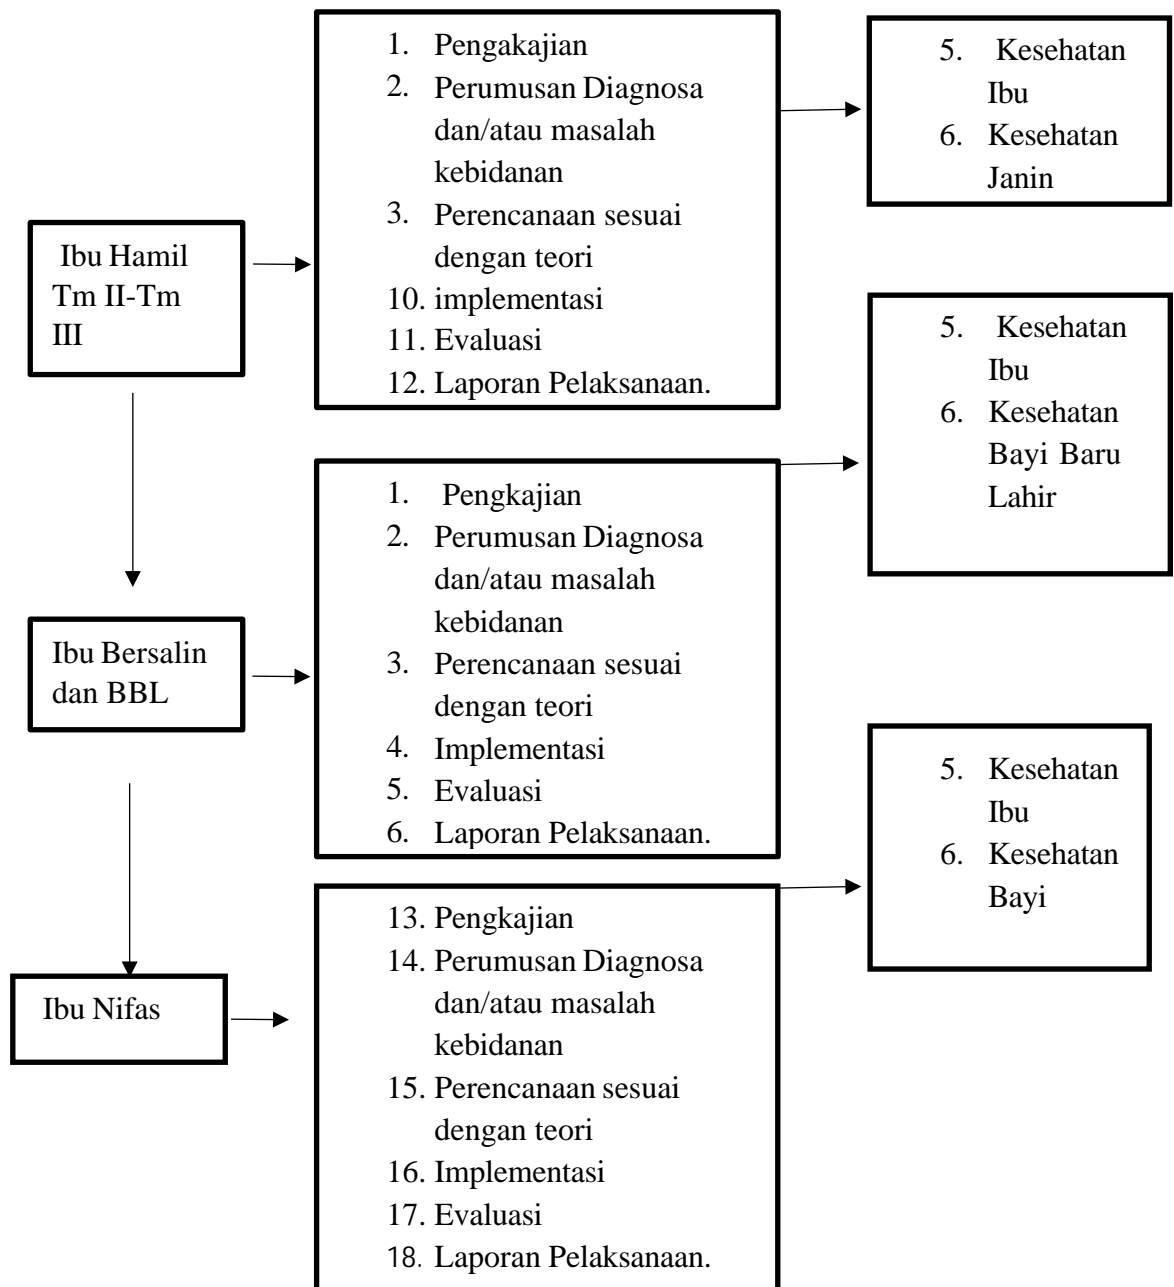 Ibu Hamil
Tm II-Tm
III
1. Pengakajian
2. Perumusan Diagnosa
dan/atau masalah
kebidanan
3. Perencanaan sesuai
dengan teori
10. implementasi
11. Evaluasi
12. Laporan Pelaksanaan.
5. Kesehatan
Ibu
6. Kesehatan
Janin
Ibu Bersalin
dan BBL
1. Pengkajian
2. Perumusan Diagnosa
dan/atau masalah
kebidanan
3. Perencanaan sesuai
dengan teori
4. Implementasi
5. Evaluasi
6. Laporan Pelaksanaan.
5. Kesehatan
Ibu
6. Kesehatan
Bayi Baru
Lahir
Ibu Nifas
13. Pengkajian
14. Perumusan Diagnosa
dan/atau masalah
kebidanan
15. Perencanaan sesuai
dengan teori
16. Implementasi
17. Evaluasi
18. Laporan Pelaksanaan.
5. Kesehatan
Ibu
6. Kesehatan
Bayi